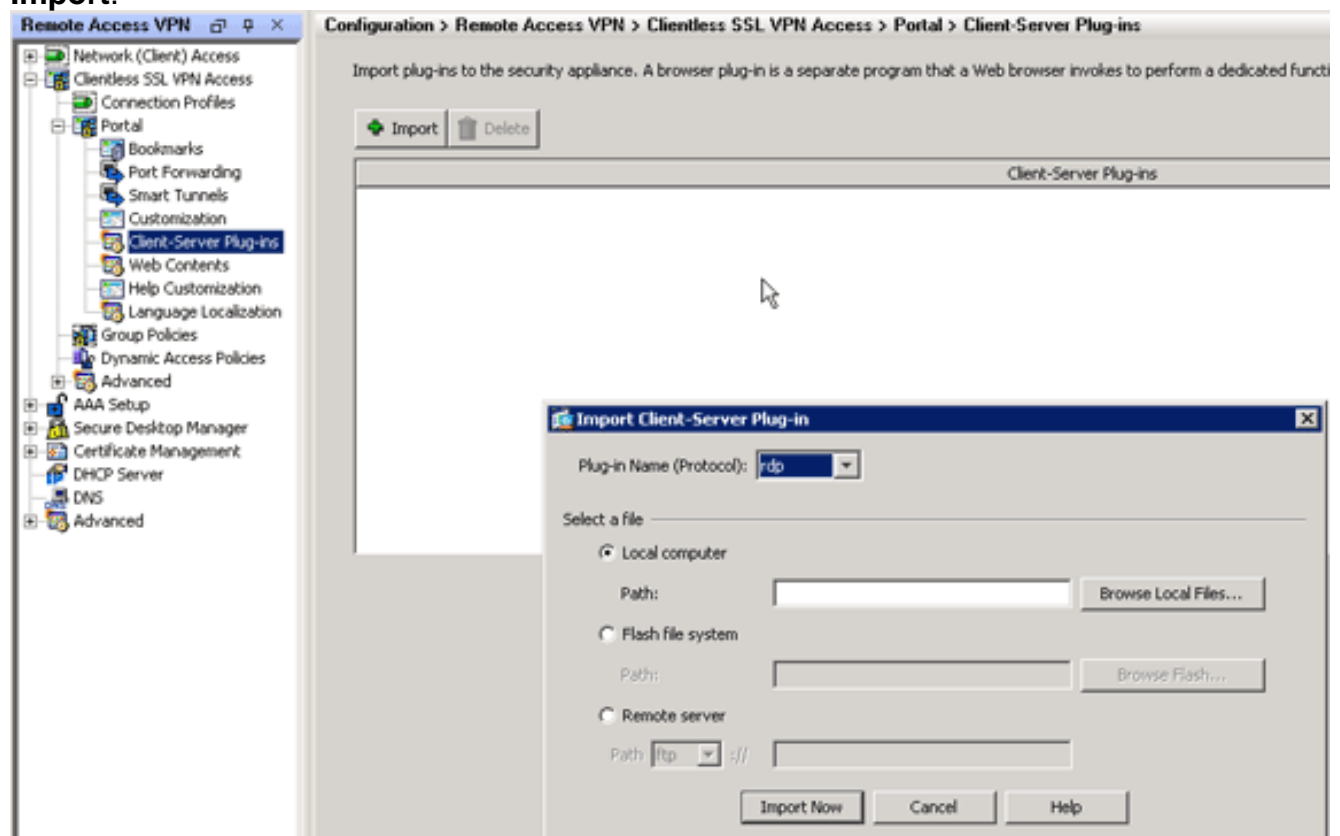 Import.
Remote Access VPN
Configuration > Remote Access VPN > Clientless SSL VPN Access > Portal > Client-Server Plug-ins
Network (Client) Access
Clientless SSL VPN Access
Connection Profiles
Portal
Bookmarks
Port Forwarding
Smart Tunnels
Customization
Client-Server Plug-ins
Web Contents
Help Customization
Language Localization
Group Policies
Dynamic Access Policies
Advanced
AAA Setup
Secure Desktop Manager
Certificate Management
DHCP Server
DNS
Advanced
Import plug-ins to the security appliance. A browser plug-in is a separate program that a Web browser invokes to perform a dedicated functi
Import Delete
Client-Server Plug-ins
Import Client-Server Plug-in
Plug-in Name (Protocol): rdp
Select a file
Local computer
Path: Browse Local Files...
Flash file system
Path: Browse Flash...
Remote server
Path ftp ://
Import Now Cancel Help